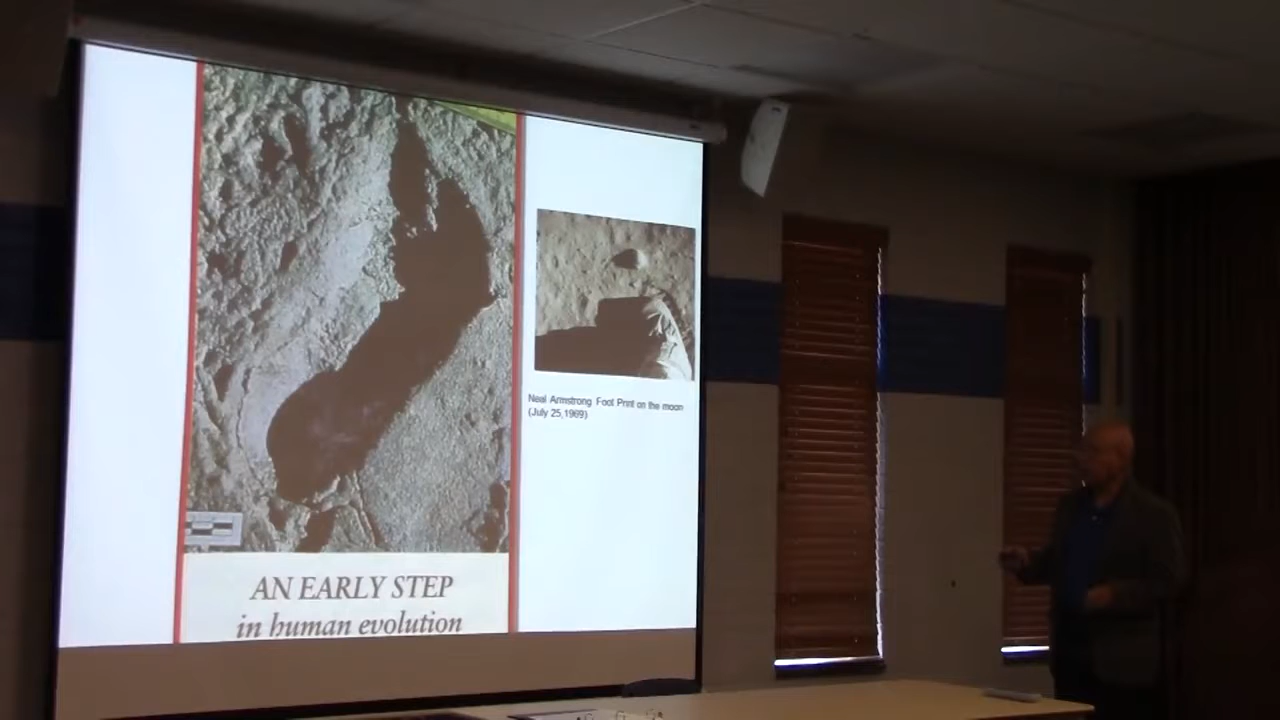 AN EARLY STEP
in human evolution
Neal Armstrong Foot Print on the moon
(July 25,1969)